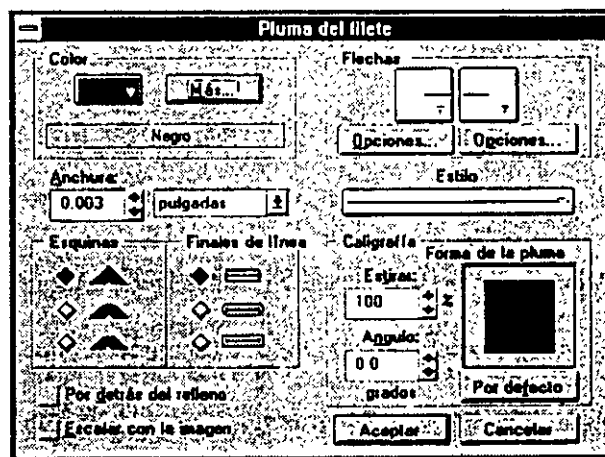 Pluma del filete
Color
Más...
Negro
Flechas
Opciones... Opciones...
Anchura:
0.003 pulgadas
Estilo
Esquinas
Finales de línea
Caligrafía
Estirar:
100 %
Angulo:
0 0
grados
Forma de la pluma
Por defecto
Por detrás del relleno
Escalar con la imagen
Aceptar Cancelar